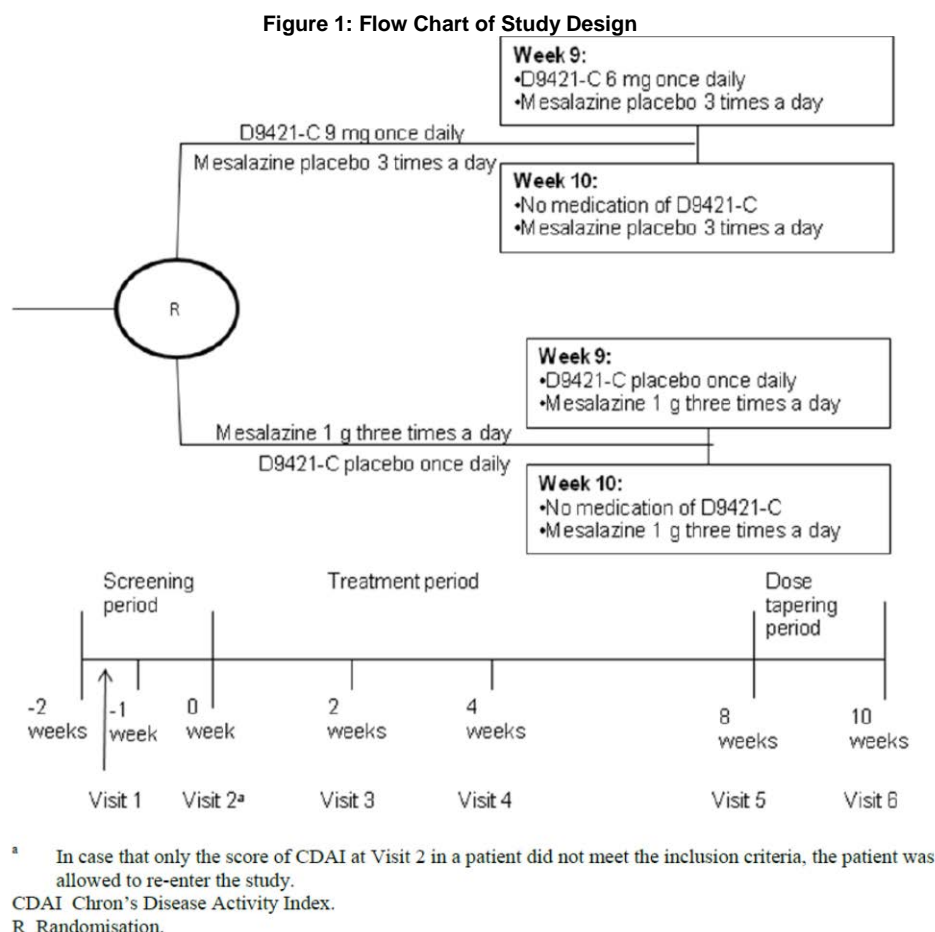 Figure 1: Flow Chart of Study Design
Week 9:
•D9421-C 6 mg once daily
•Mesalazine placebo 3 times a day
D9421-C 9 mg once daily
Mesalazine placebo 3 times a day
Week 10:
•No medication of D9421-C
•Mesalazine placebo 3 times a day
R
Week 9:
•D9421-C placebo once daily
•Mesalazine 1 g three times a day
Mesalazine 1 g three times a day
D9421-C placebo once daily
Week 10:
•No medication of D9421-C
•Mesalazine 1 g three times a day
Screening
period
Treatment period
Dose
tapering
period
-2
weeks
-1
week
0
week
2
weeks
4
weeks
8
weeks
10
weeks
Visit 1
Visit 2a
Visit 3
Visit 4
Visit 5
Visit 6
a In case that only the score of CDAI at Visit 2 in a patient did not meet the inclusion criteria, the patient was
allowed to re-enter the study.
CDAI Chron's Disease Activity Index.
R Randomisation.